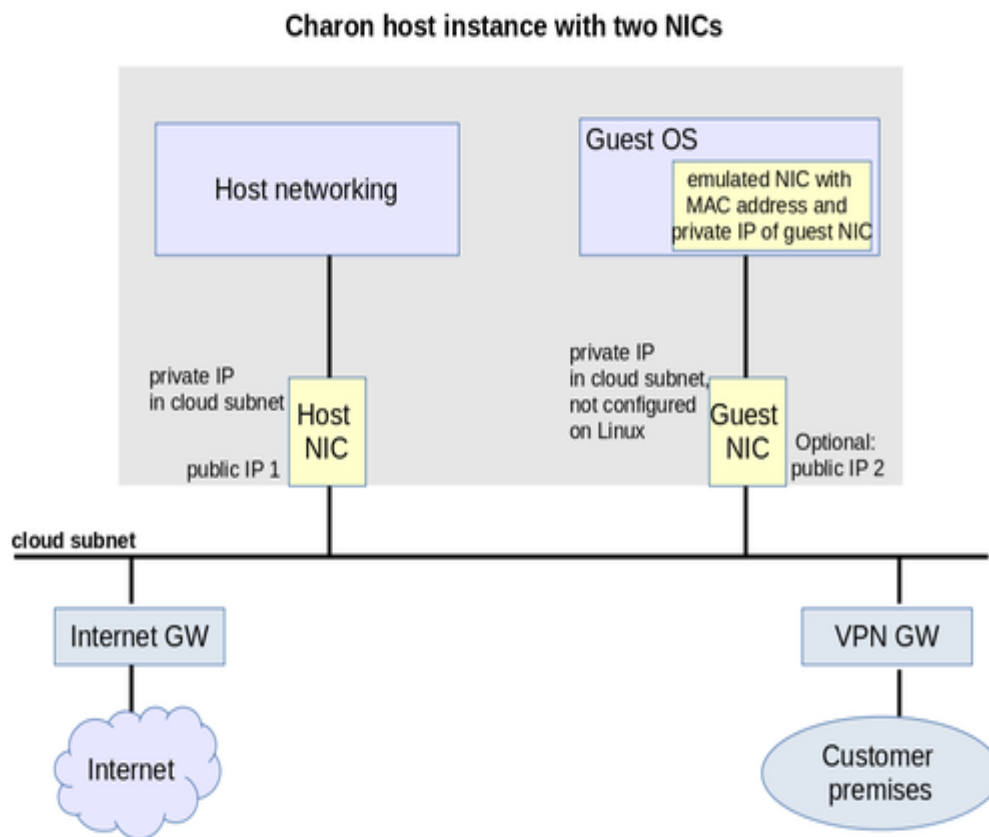 Charon host instance with two NICs
Host networking
Guest OS
emulated NIC with
MAC address and
private IP of guest NIC
private IP
in cloud subnet
Host
NIC
public IP 1
private IP
in cloud subnet,
not configured
on Linux
Guest
NIC
Optional:
public IP 2
cloud subnet
Internet GW
VPN GW
Internet
Customer
premises